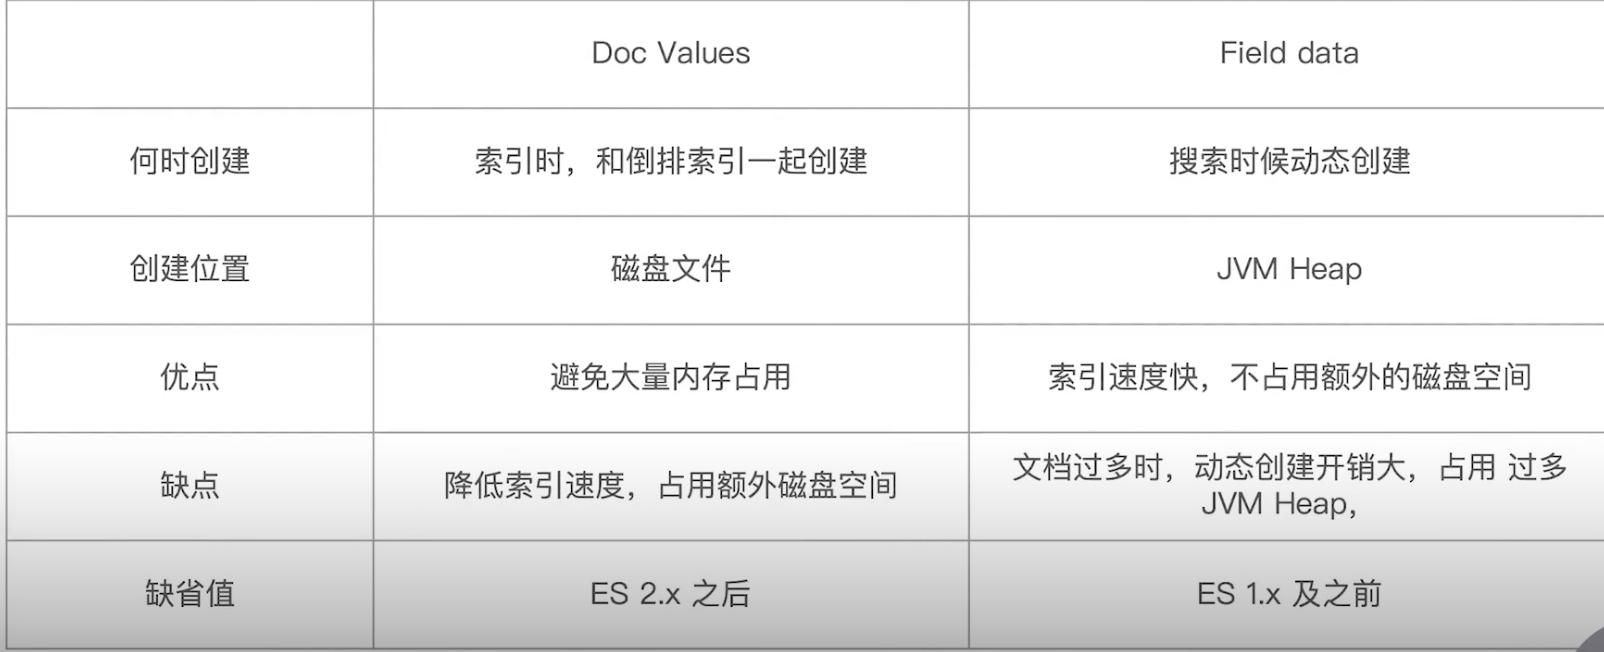 Doc Values
Field data
何时创建
索引时，和倒排索引一起创建
搜索时候动态创建
创建位置
磁盘文件
JVM Heap
优点
避免大量内存占用
索引速度快，不占用额外的磁盘空间
缺点
降低索引速度，占用额外磁盘空间
文档过多时，动态创建开销大，占用 过多
JVM Heap，
缺省值
ES 2.x 之后
ES 1.x 及之前